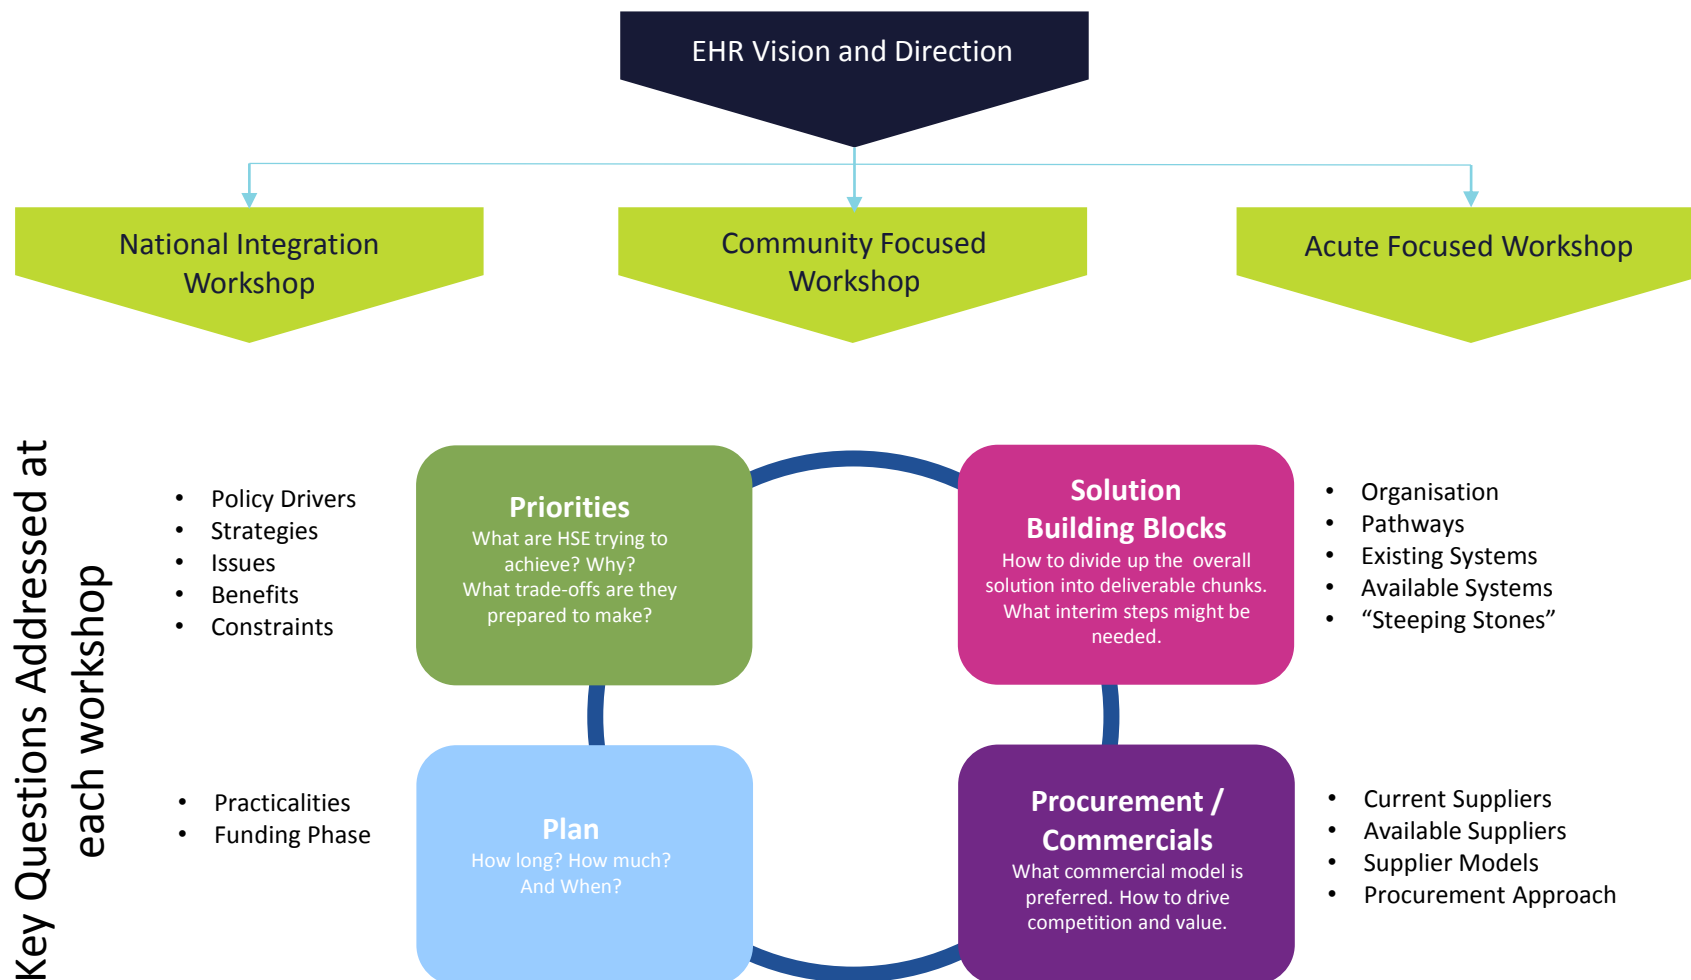 EHR Vision and Direction
National Integration
Workshop
Community Focused
Workshop
Acute Focused Workshop
Key Questions Addressed at
each workshop
• Policy Drivers
• Strategies
• Issues
• Benefits
• Constraints
Priorities
What are HSE trying to
achieve? Why?
What trade-offs are they
prepared to make?
Solution
Building Blocks
How to divide up the overall
solution into deliverable chunks.
What interim steps might be
needed.
• Organisation
• Pathways
• Existing Systems
• Available Systems
• “Steeping Stones”
• Practicalities
• Funding Phase
Plan
How long? How much?
And When?
Procurement /
Commercials
What commercial model is
preferred. How to drive
competition and value.
• Current Suppliers
• Available Suppliers
• Supplier Models
• Procurement Approach